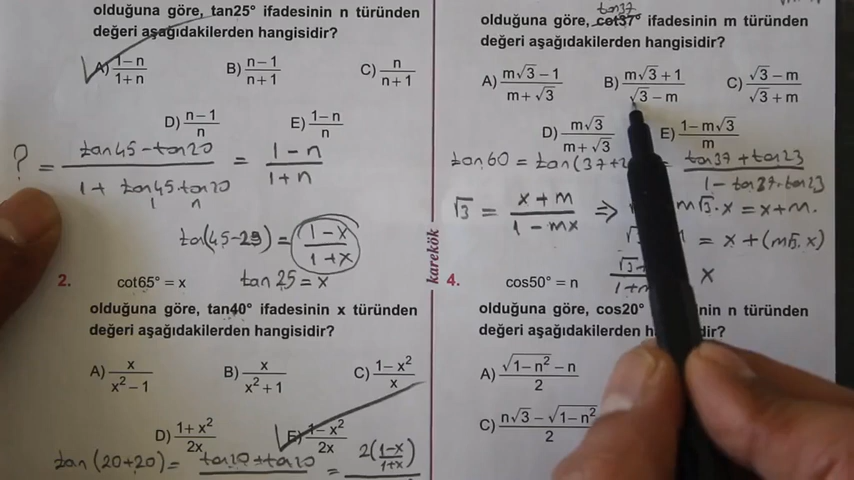 olduğuna göre, tan25° ifadesinin n türünden
değeri aşağıdakilerden hangisidir?
A) 1−n / 1+n
B) n−1 / n+1
C) n / n+1
D) n−1 / n
E) 1−n / n
? = tan45 − tan20 / 1 + tan45.tan20 = 1−n / 1+n
1 n
tan(45−25) = 1−x / 1+x
tan 25 = x
2. cot65° = x
olduğuna göre, tan40° ifadesinin x türünden
değeri aşağıdakilerden hangisidir?
A) x / x²−1
B) x / x²+1
C) 1−x² / x
D) 1+x² / 2x
E) 1−x² / 2x
tan (20+20) = tan20 + tan20 = 2(1−x / 1+x)
karekök
tan37
olduğuna göre, cot37° ifadesinin m türünden
değeri aşağıdakilerden hangisidir?
A) m√3−1 / m+√3
B) m√3+1 / √3−m
C) √3−m / √3+m
D) m√3 / m+√3
E) 1−m√3 / m
tan60 = tan(37+2 = tan37 + tan23 / 1 − tan37.tan23
√3 = x+m / 1−mx ⇒ m√3.x = x+m.
= x + (m√3.x)
x
4. cos50° = n
olduğuna göre, cos20° nin n türünden
değeri aşağıdakilerden dir?
A) √1−n² − n / 2
C) n√3 − √1−n² / 2